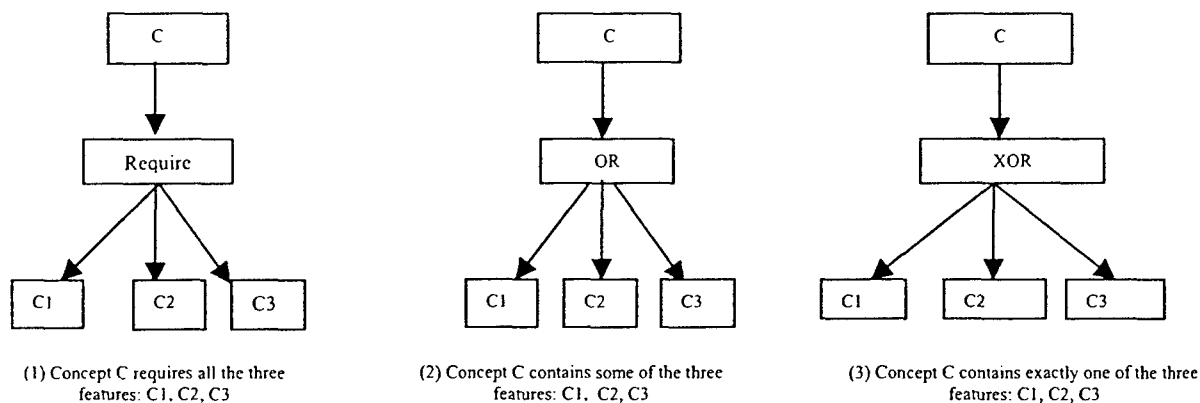 C
Require
C1
C2
C3
(1) Concept C requires all the three
features: C1, C2, C3
C
OR
C1
C2
C3
(2) Concept C contains some of the three
features: C1, C2, C3
C
XOR
C1
C2
C3
(3) Concept C contains exactly one of the three
features: C1, C2, C3